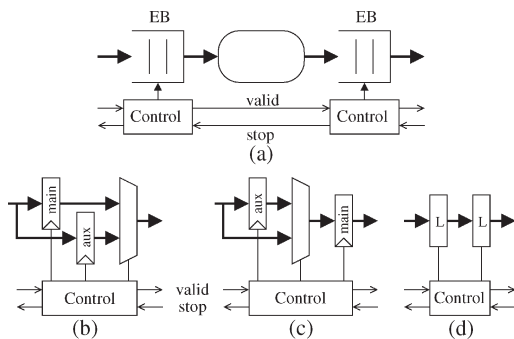 EB EB
valid
Control Control
stop
(a)
main aux
aux main
L L
Control valid Control Control
stop
(b) (c) (d)